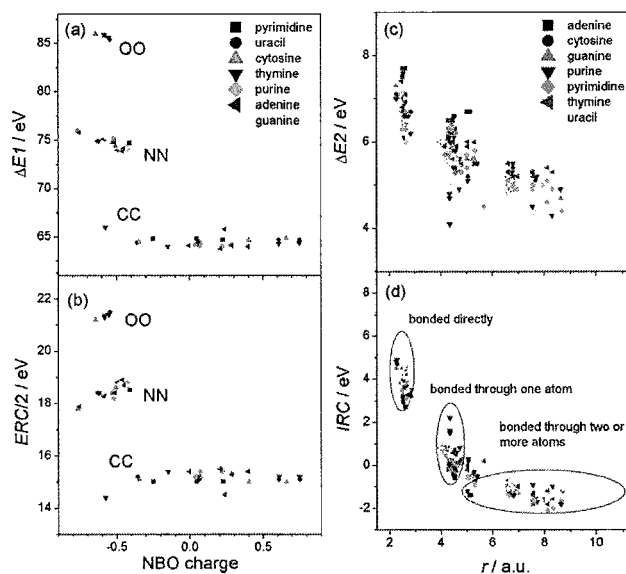 (a)
OO
NN
CC
pyrimidine
uracil
cytosine
thymine
purine
adenine
guanine
ΔE1 / eV
85
80
75
70
65
(b)
OO
NN
CC
ERC/2 / eV
22
20
18
16
14
-0.5
0.0
0.5
NBO charge
(c)
adenine
cytosine
guanine
purine
pyrimidine
thymine
uracil
ΔE2 / eV
8
6
4
(d)
bonded directly
bonded through one atom
bonded through two or
more atoms
IRC / eV
8
6
4
2
0
-2
2
4
6
8
10
r / a.u.